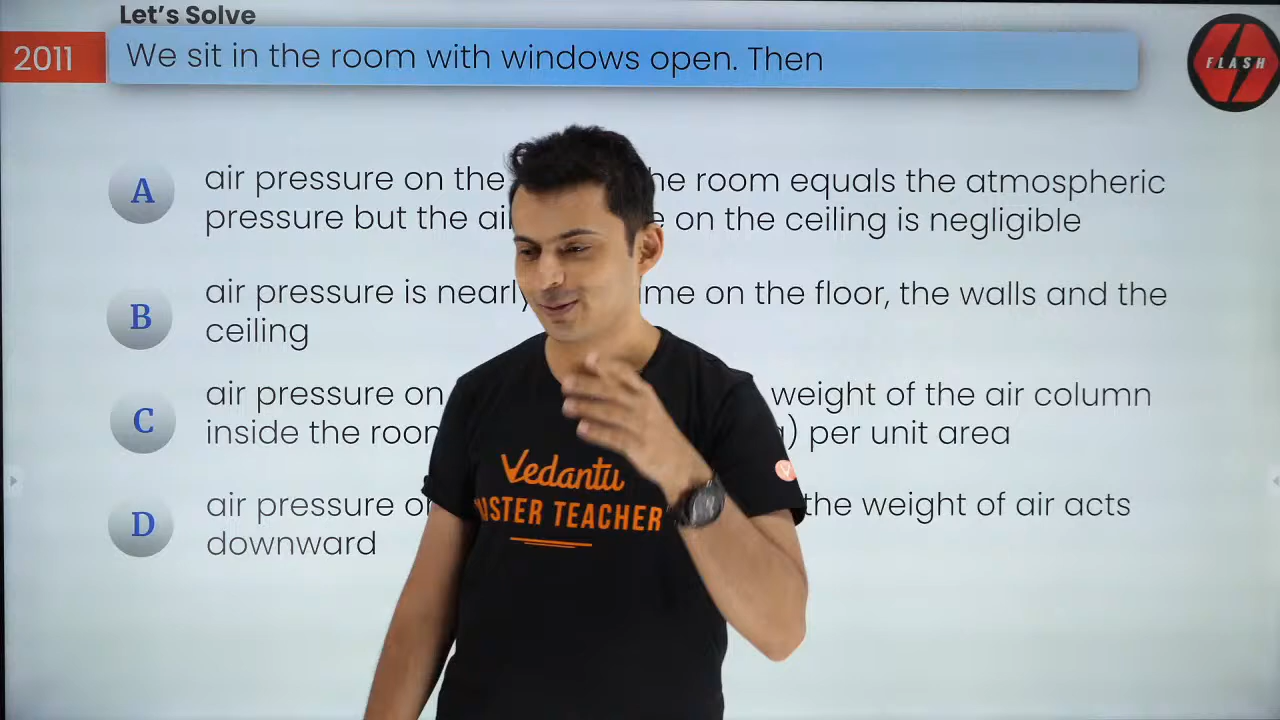 Let's Solve
2011
We sit in the room with windows open. Then
FLASH
A
air pressure on the he room equals the atmospheric
pressure but the ai e on the ceiling is negligible
B
air pressure is nearly me on the floor, the walls and the
ceiling
C
air pressure on weight of the air column
inside the roo ) per unit area
D
air pressure o the weight of air acts
downward
Vedantu
STER TEACHER